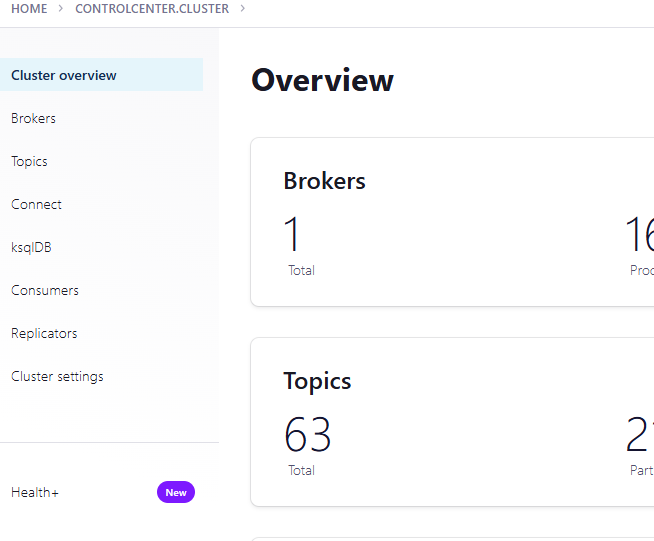 HOME > CONTROLCENTER.CLUSTER >
Cluster overview
Brokers
Topics
Connect
ksqlDB
Consumers
Replicators
Cluster settings
Health+ New
Overview
Brokers
1
Total
Topics
63
Total